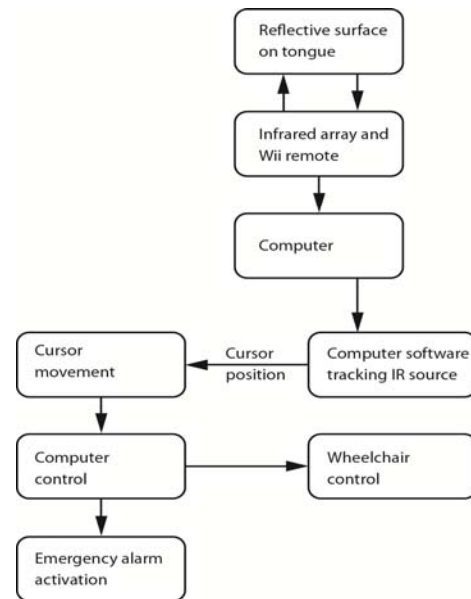 Reflective surface
on tongue
Infrared array and
Wii remote
Computer
Computer software
tracking IR source
Cursor
position
Cursor
movement
Computer
control
Wheelchair
control
Emergency alarm
activation